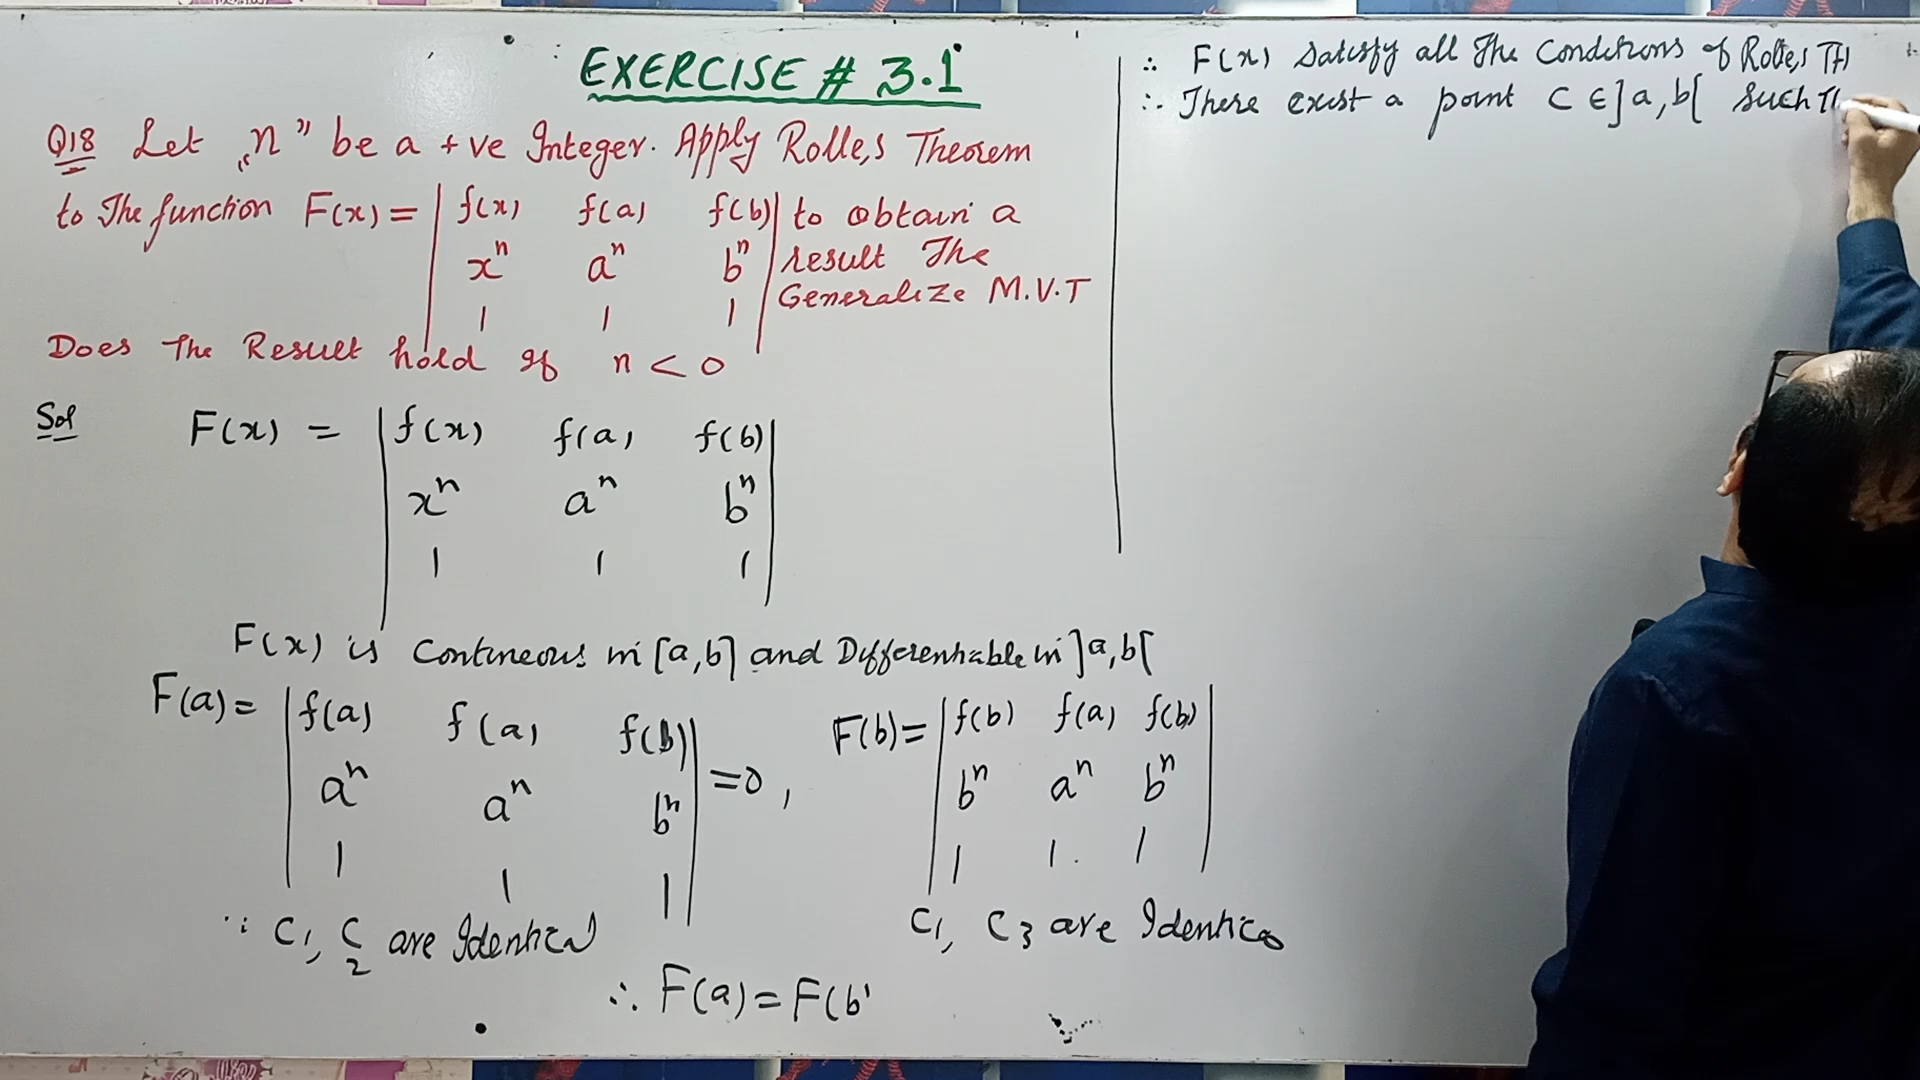 EXERCISE # 3.1
Q18 Let "n" be a +ve Integer. Apply Rolle,s Theorem
to The function F(x) = | f(x) f(a) f(b) | to obtain a
x^n a^n b^n result The
1 1 1 Generalize M.V.T
Does The Result hold if n < 0
Sol F(x) = | f(x) f(a) f(b) |
x^n a^n b^n
1 1 1
F(x) is Contineous in [a,b] and Differentiable in ]a,b[
F(a) = | f(a) f(a) f(b) |
a^n a^n b^n = 0 ,
1 1 1
∵ C1, C2 are Identical
F(b) = | f(b) f(a) f(b) |
b^n a^n b^n
1 1 1
C1, C3 are Identical
∴ F(a) = F(b)
∴ F(x) Satisfy all The Conditions of Rolle,s TH
∴ There exist a point C ∈ ]a,b[ Such